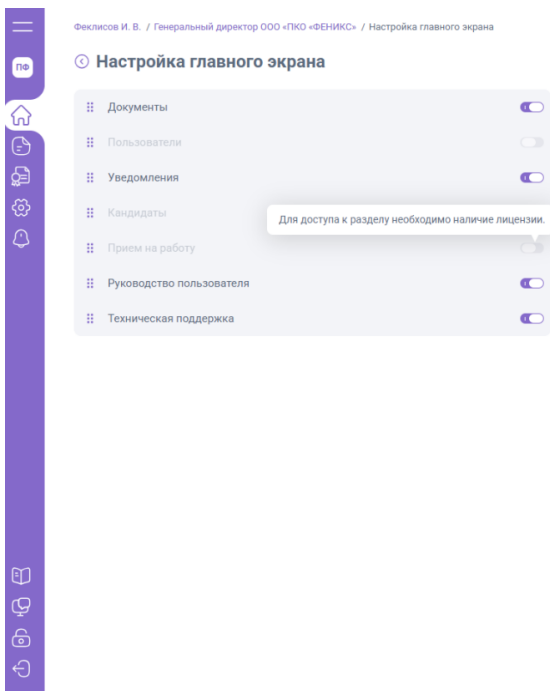 Феклисов И. В. / Генеральный директор ООО «ПКО «ФЕНИКС» / Настройка главного экрана
ПФ
Настройка главного экрана
Документы
Пользователи
Уведомления
Кандидаты
Для доступа к разделу необходимо наличие лицензии.
Прием на работу
Руководство пользователя
Техническая поддержка